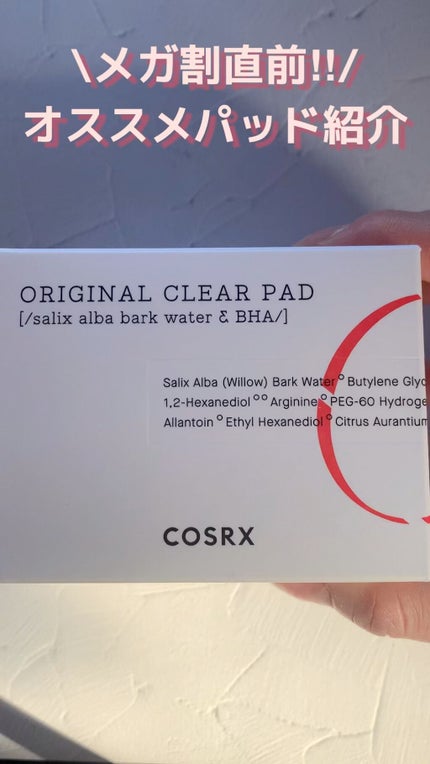 \メガ割直前!!/
オススメパッド紹介
ORIGINAL CLEAR PAD
[/salix alba bark water & BHA/]
Salix Alba (Willow) Bark Water ° Butylene Glyc
1,2-Hexanediol °° Arginine ° PEG-60 Hydroge
Allantoin ° Ethyl Hexanediol ° Citrus Aurantium
COSRX